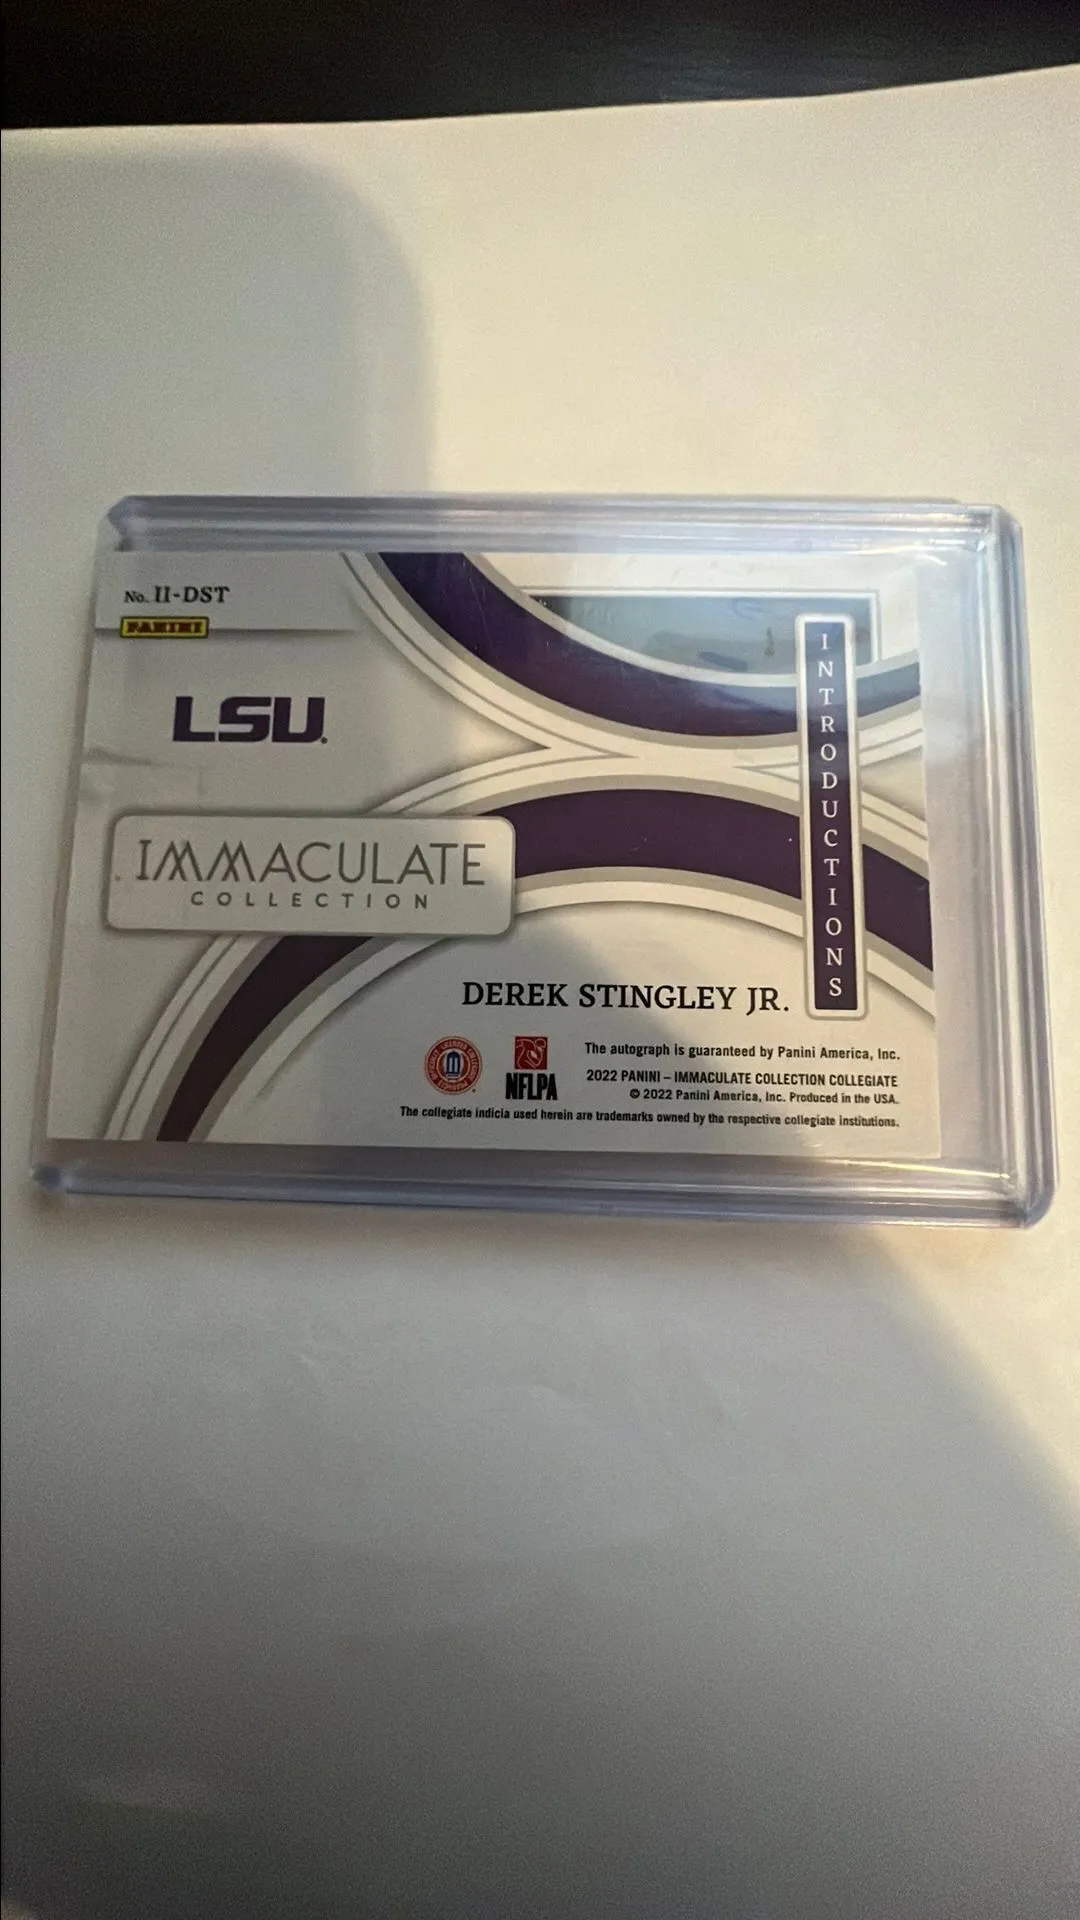 No. II-DST
PANINI
LSU.
IMMACULATE
COLLECTION
INTRODUCTIONS
DEREK STINGLEY JR.
NFLPA
The autograph is guaranteed by Panini America, Inc.
2022 PANINI – IMMACULATE COLLECTION COLLEGIATE
© 2022 Panini America, Inc. Produced in the USA.
The collegiate indicia used herein are trademarks owned by the respective collegiate institutions.